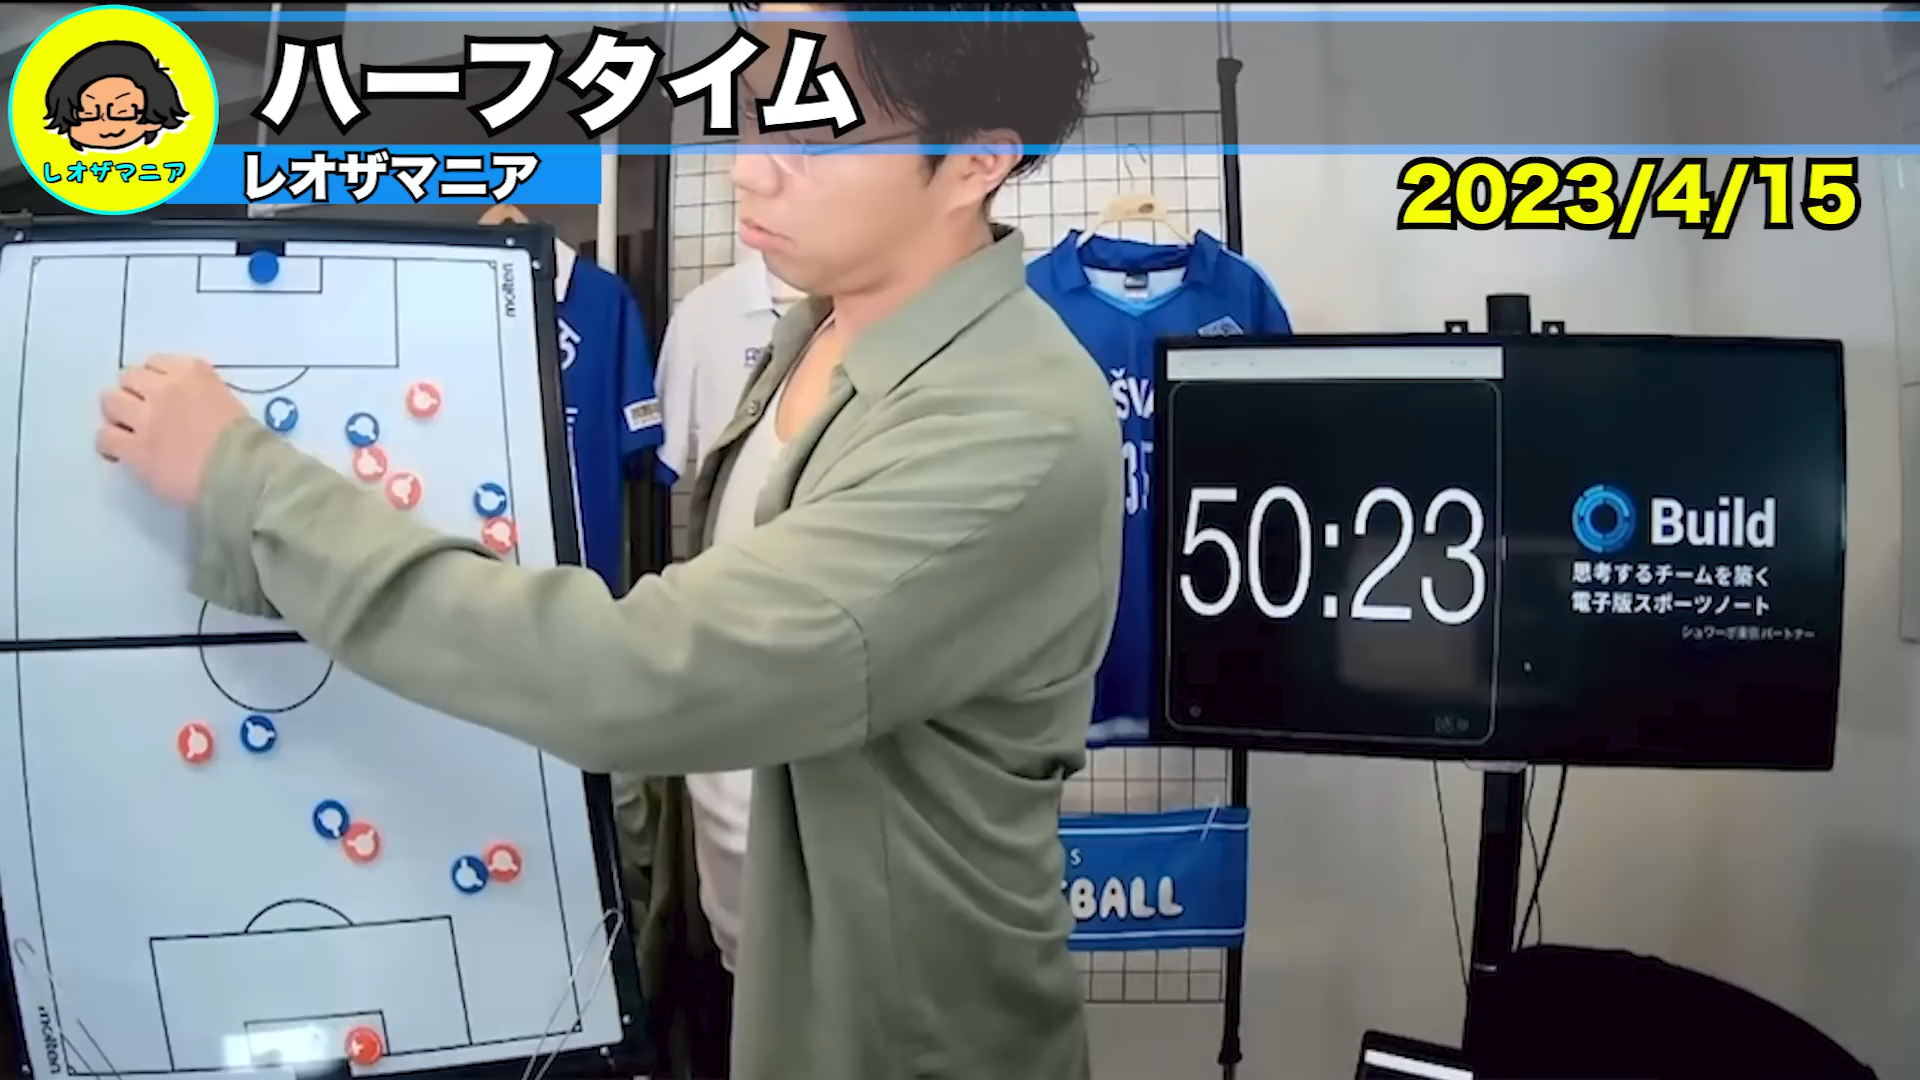 ハーフタイム
レオザマニア
レオザマニア
2023/4/15
molten
50:23
Build
思考するチームを築く
電子版スポーツノート
BALL
molten